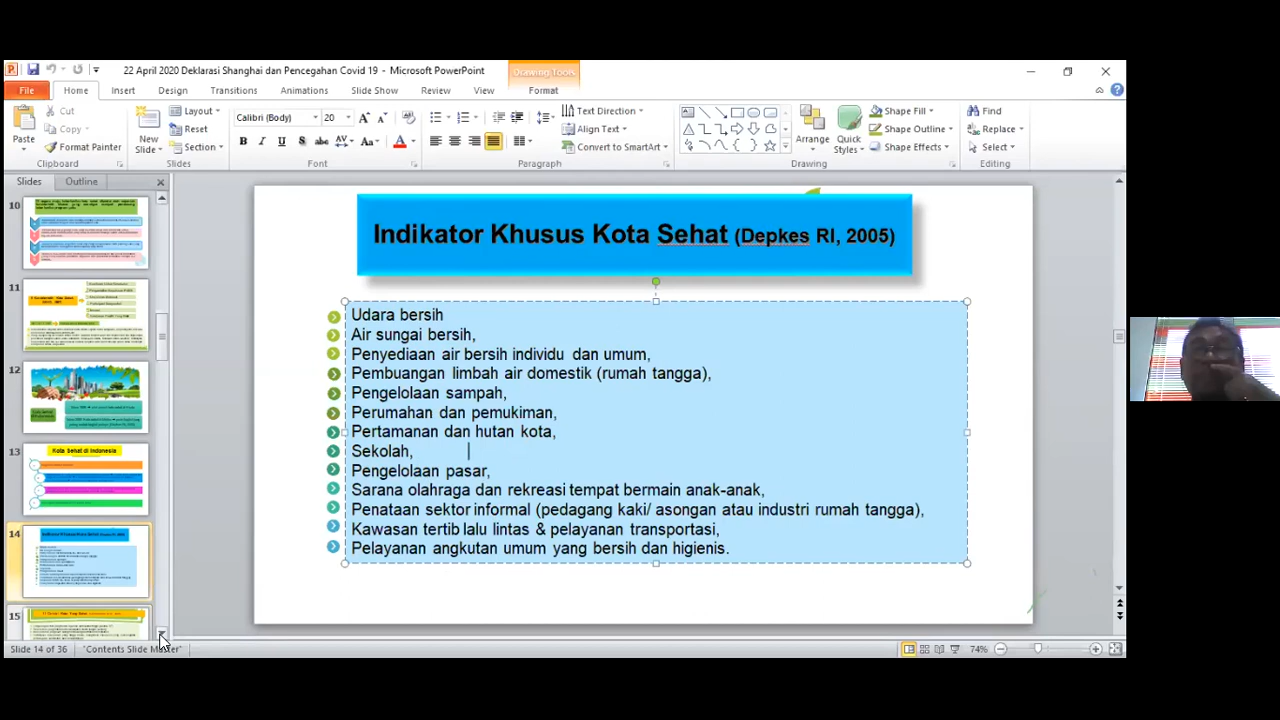 22 April 2020 Deklarasi Shanghai dan Pencegahan Covid 19 - Microsoft PowerPoint
Drawing Tools
File Home Insert Design Transitions Animations Slide Show Review View Format
Paste
Cut
Copy
Format Painter
Clipboard
New Slide
Layout
Reset
Section
Slides
Calibri (Body) 20
Font
Text Direction
Align Text
Convert to SmartArt
Paragraph
Arrange
Quick Styles
Shape Fill
Shape Outline
Shape Effects
Drawing
Find
Replace
Select
Editing
Slides Outline
10
11
12
13
Kota Sehat di Indonesia
14
15
Indikator Khusus Kota Sehat (Depkes RI, 2005)
Udara bersih
Air sungai bersih,
Penyediaan air bersih individu dan umum,
Pembuangan limbah air domestik (rumah tangga),
Pengelolaan sampah,
Perumahan dan pemukiman,
Pertamanan dan hutan kota,
Sekolah,
Pengelolaan pasar,
Sarana olahraga dan rekreasi tempat bermain anak-anak,
Penataan sektor informal (pedagang kaki/ asongan atau industri rumah tangga),
Kawasan tertib lalu lintas & pelayanan transportasi,
Pelayanan angkutan umum yang bersih dan higienis.
Slide 14 of 36 "Contents Slide Master" 74%